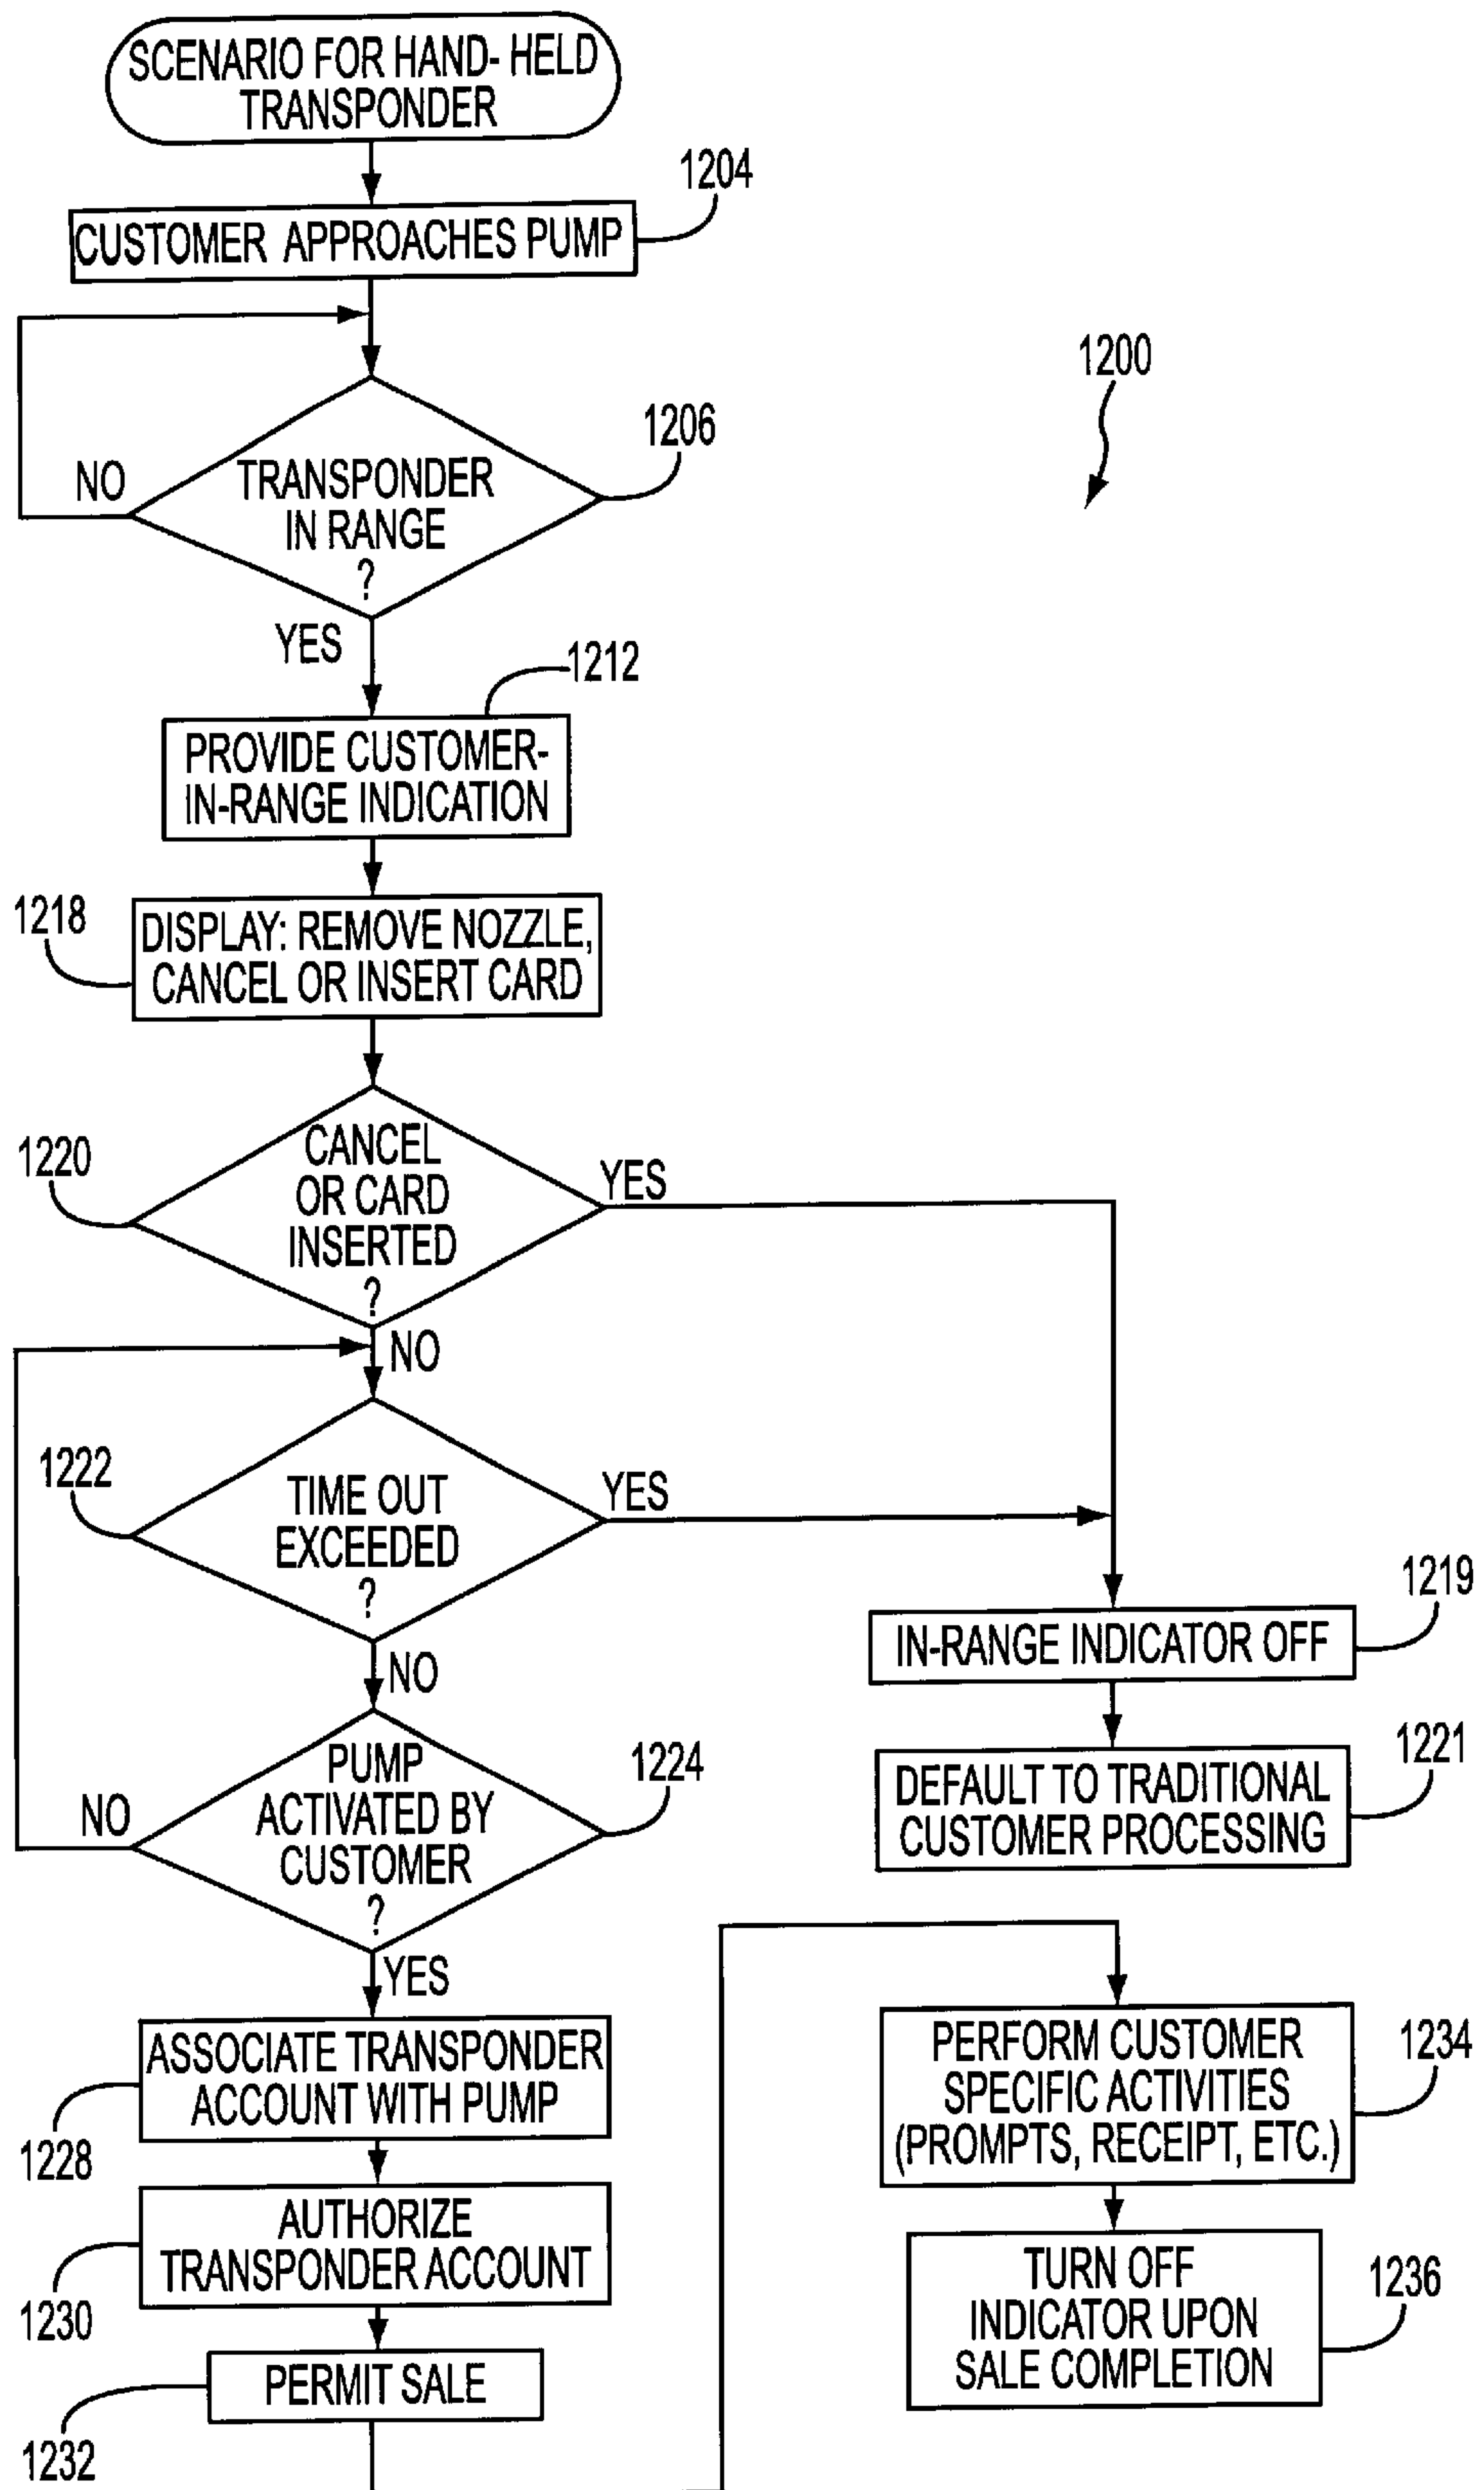 SCENARIO FOR HAND- HELD
TRANSPONDER
1204
CUSTOMER APPROACHES PUMP
1200
1206
NO
TRANSPONDER
IN RANGE
?
YES
1212
PROVIDE CUSTOMER-
IN-RANGE INDICATION
1218
DISPLAY: REMOVE NOZZLE,
CANCEL OR INSERT CARD
1220
CANCEL
OR CARD
INSERTED
?
YES
NO
1222
TIME OUT
EXCEEDED
?
YES
NO
1219
IN-RANGE INDICATOR OFF
1221
DEFAULT TO TRADITIONAL
CUSTOMER PROCESSING
1224
NO
PUMP
ACTIVATED BY
CUSTOMER
?
YES
ASSOCIATE TRANSPONDER
ACCOUNT WITH PUMP
1228
AUTHORIZE
TRANSPONDER ACCOUNT
1230
PERMIT SALE
1232
PERFORM CUSTOMER
SPECIFIC ACTIVITIES
(PROMPTS, RECEIPT, ETC.)
1234
TURN OFF
INDICATOR UPON
SALE COMPLETION
1236